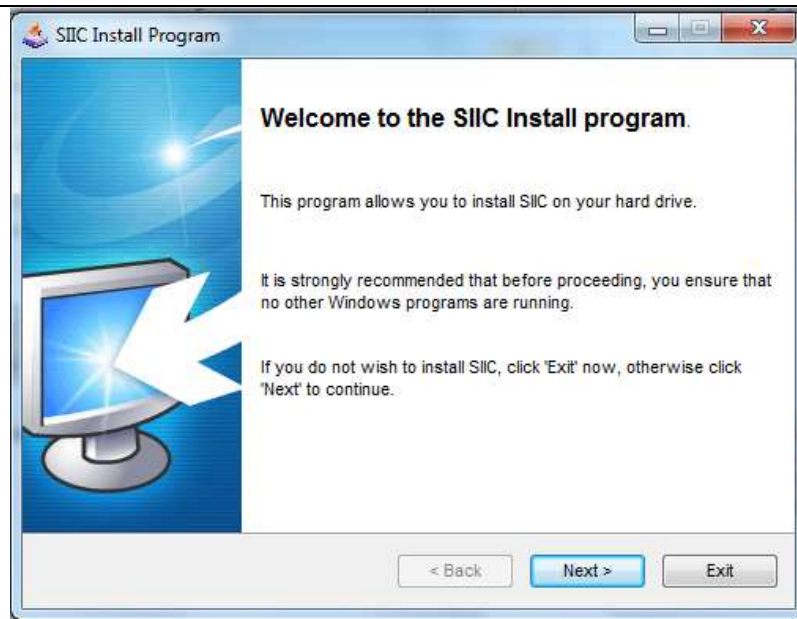 SIIC Install Program
Welcome to the SIIC Install program.
This program allows you to install SIIC on your hard drive.
It is strongly recommended that before proceeding, you ensure that
no other Windows programs are running.
If you do not wish to install SIIC, click 'Exit' now, otherwise click
'Next' to continue.
< Back Next > Exit